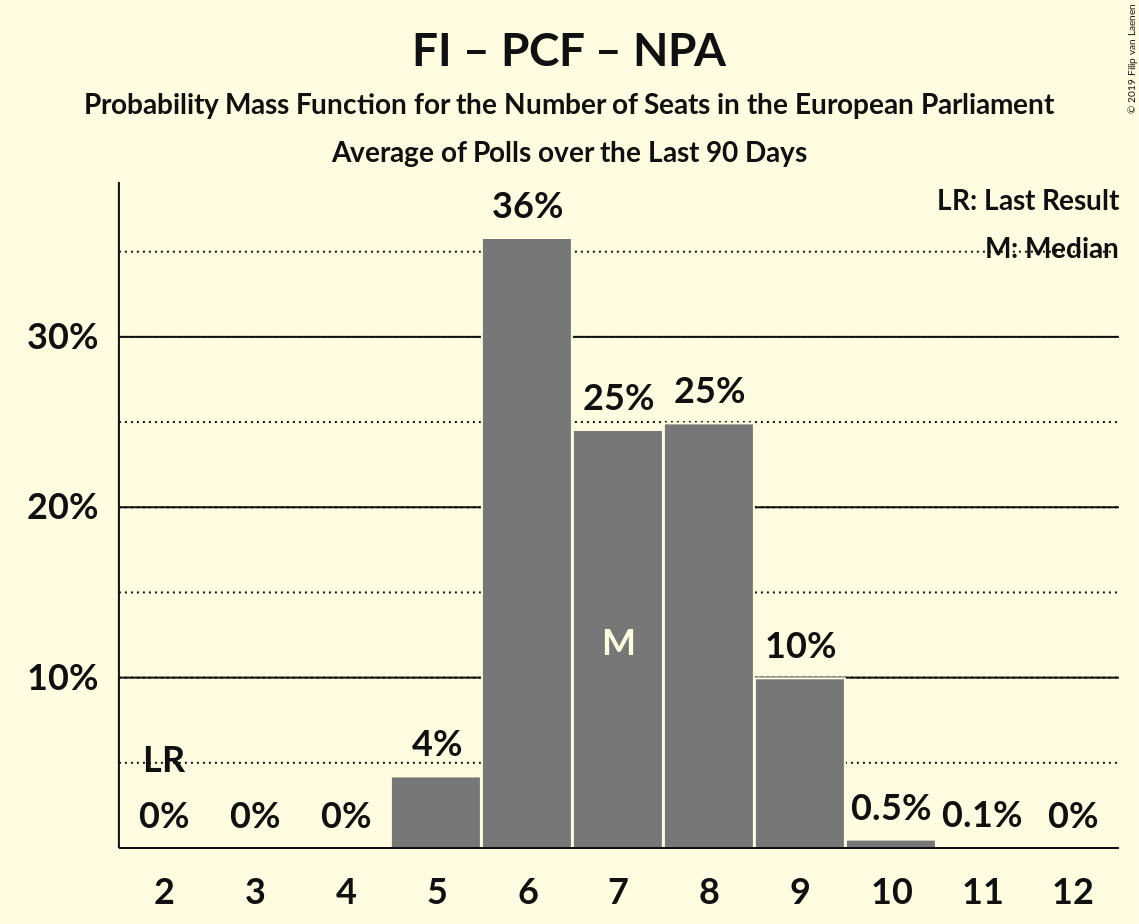 FI – PCF – NPA
Probability Mass Function for the Number of Seats in the European Parliament
Average of Polls over the Last 90 Days
© 2019 Filip van Laenen
LR: Last Result
M: Median
36%
30%
25%
25%
20%
M
10%
10%
4%
LR
0%
0%
0%
0.5%
0.1%
0%
2 3 4 5 6 7 8 9 10 11 12